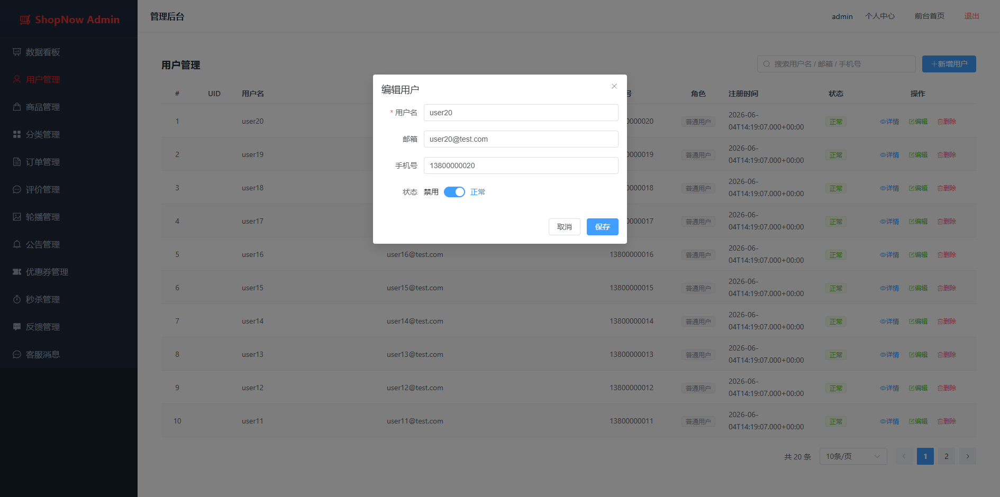 ShopNow Admin
管理后台
admin 个人中心 前台首页 退出
数据看板
用户管理
商品管理
分类管理
订单管理
评价管理
轮播管理
公告管理
优惠券管理
秒杀管理
反馈管理
客服消息
用户管理
搜索用户名 / 邮箱 / 手机号
+新增用户
# UID 用户名 号 角色 注册时间 状态 操作
1 user20 0000020 普通用户 2026-06-
04T14:19:07.000+00:00 正常 详情 编辑 删除
2 user19 0000019 普通用户 2026-06-
04T14:19:07.000+00:00 正常 详情 编辑 删除
3 user18 0000018 普通用户 2026-06-
04T14:19:07.000+00:00 正常 详情 编辑 删除
4 user17 0000017 普通用户 2026-06-
04T14:19:07.000+00:00 正常 详情 编辑 删除
5 user16 user16@test.com 13800000016 普通用户 2026-06-
04T14:19:07.000+00:00 正常 详情 编辑 删除
6 user15 user15@test.com 13800000015 普通用户 2026-06-
04T14:19:07.000+00:00 正常 详情 编辑 删除
7 user14 user14@test.com 13800000014 普通用户 2026-06-
04T14:19:07.000+00:00 正常 详情 编辑 删除
8 user13 user13@test.com 13800000013 普通用户 2026-06-
04T14:19:07.000+00:00 正常 详情 编辑 删除
9 user12 user12@test.com 13800000012 普通用户 2026-06-
04T14:19:07.000+00:00 正常 详情 编辑 删除
10 user11 user11@test.com 13800000011 普通用户 2026-06-
04T14:19:07.000+00:00 正常 详情 编辑 删除
共 20 条 10条/页 1 2
编辑用户
* 用户名 user20
邮箱 user20@test.com
手机号 13800000020
状态 禁用 正常
取消 保存